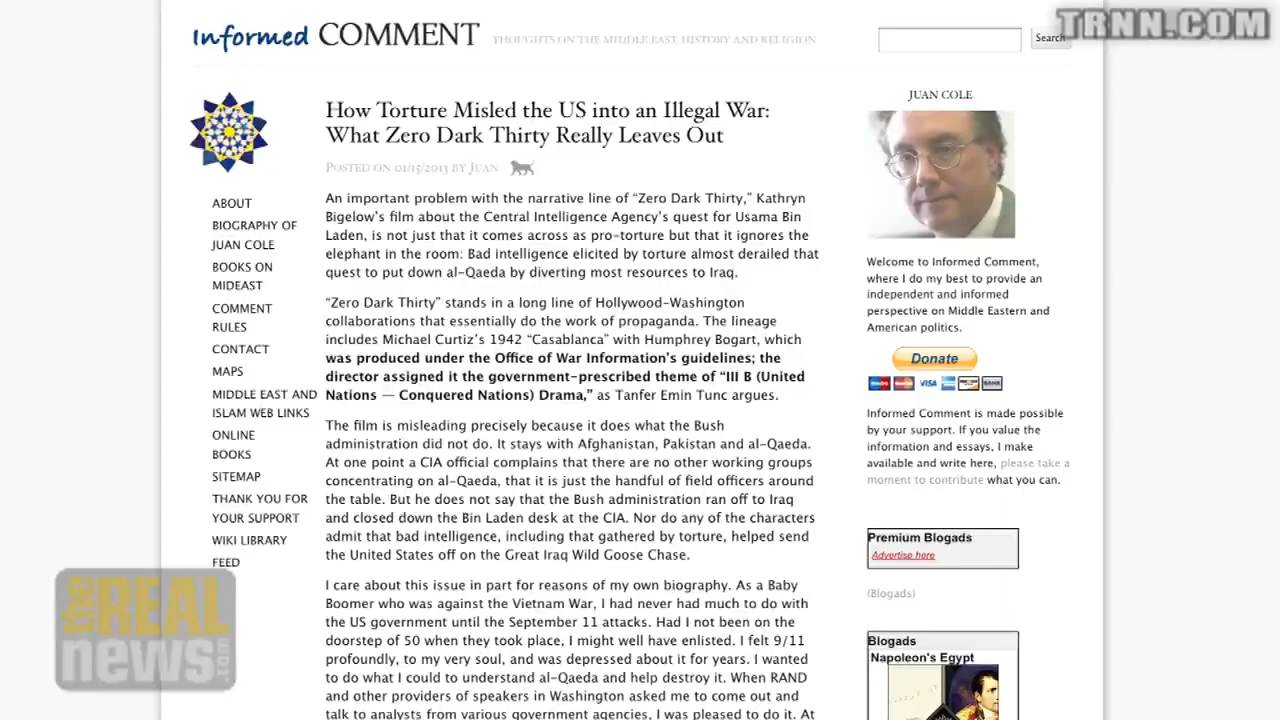 TRNN.COM
Informed COMMENT
THOUGHTS ON THE MIDDLE EAST, HISTORY AND RELIGION
Search
ABOUT
BIOGRAPHY OF
JUAN COLE
BOOKS ON
MIDEAST
COMMENT
RULES
CONTACT
MAPS
MIDDLE EAST AND
ISLAM WEB LINKS
ONLINE
BOOKS
SITEMAP
THANK YOU FOR
YOUR SUPPORT
WIKI LIBRARY
FEED
How Torture Misled the US into an Illegal War:
What Zero Dark Thirty Really Leaves Out
POSTED ON 01/15/2013 BY JUAN
An important problem with the narrative line of “Zero Dark Thirty,” Kathryn
Bigelow’s film about the Central Intelligence Agency’s quest for Usama Bin
Laden, is not just that it comes across as pro-torture but that it ignores the
elephant in the room: Bad intelligence elicited by torture almost derailed that
quest to put down al-Qaeda by diverting most resources to Iraq.
“Zero Dark Thirty” stands in a long line of Hollywood-Washington
collaborations that essentially do the work of propaganda. The lineage
includes Michael Curtiz’s 1942 “Casablanca” with Humphrey Bogart, which
was produced under the Office of War Information’s guidelines; the
director assigned it the government-prescribed theme of “III B (United
Nations — Conquered Nations) Drama,” as Tanfer Emin Tunc argues.
The film is misleading precisely because it does what the Bush
administration did not do. It stays with Afghanistan, Pakistan and al-Qaeda.
At one point a CIA official complains that there are no other working groups
concentrating on al-Qaeda, that it is just the handful of field officers around
the table. But he does not say that the Bush administration ran off to Iraq
and closed down the Bin Laden desk at the CIA. Nor do any of the characters
admit that bad intelligence, including that gathered by torture, helped send
the United States off on the Great Iraq Wild Goose Chase.
I care about this issue in part for reasons of my own biography. As a Baby
Boomer who was against the Vietnam War, I had never had much to do with
the US government until the September 11 attacks. Had I not been on the
doorstep of 50 when they took place, I might well have enlisted. I felt 9/11
profoundly, to my very soul, and was depressed about it for years. I wanted
to do what I could to understand al-Qaeda and help destroy it. When RAND
and other providers of speakers in Washington asked me to come out and
talk to analysts from various government agencies, I was pleased to do it. At
JUAN COLE
Welcome to Informed Comment,
where I do my best to provide an
independent and informed
perspective on Middle Eastern and
American politics.
Donate
VISA
Informed Comment is made possible
by your support. If you value the
information and essays, I make
available and write here, please take a
moment to contribute what you can.
Premium Blogads
Advertise here
(Blogads)
Blogads
Napoleon's Egypt
the REAL
news.com